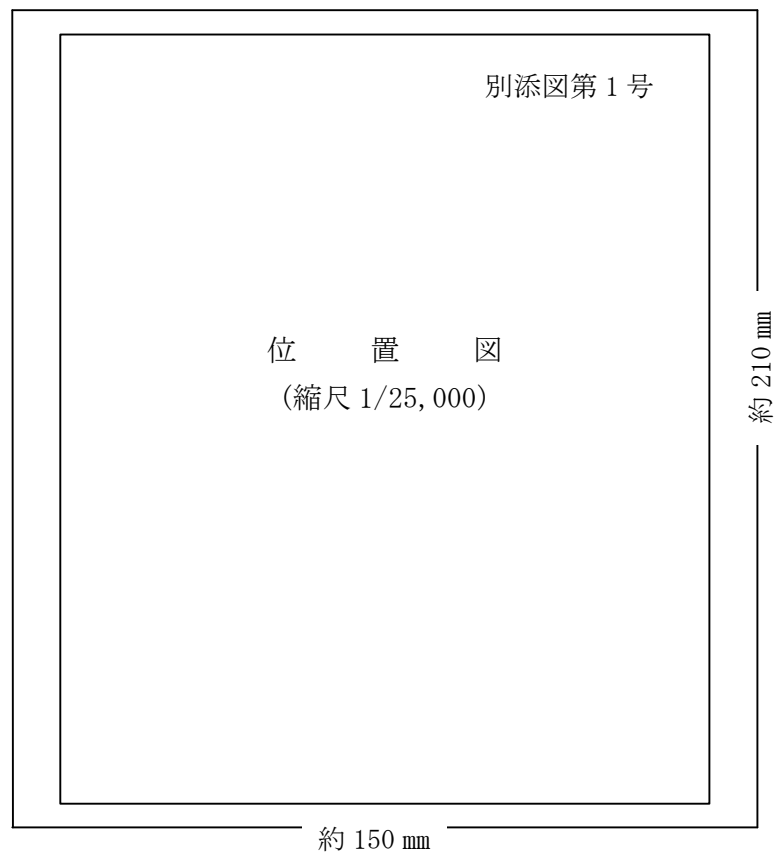 別添図第 1 号
位　置　図
(縮尺 1/25,000)
約 210 ㎜
約 150 ㎜